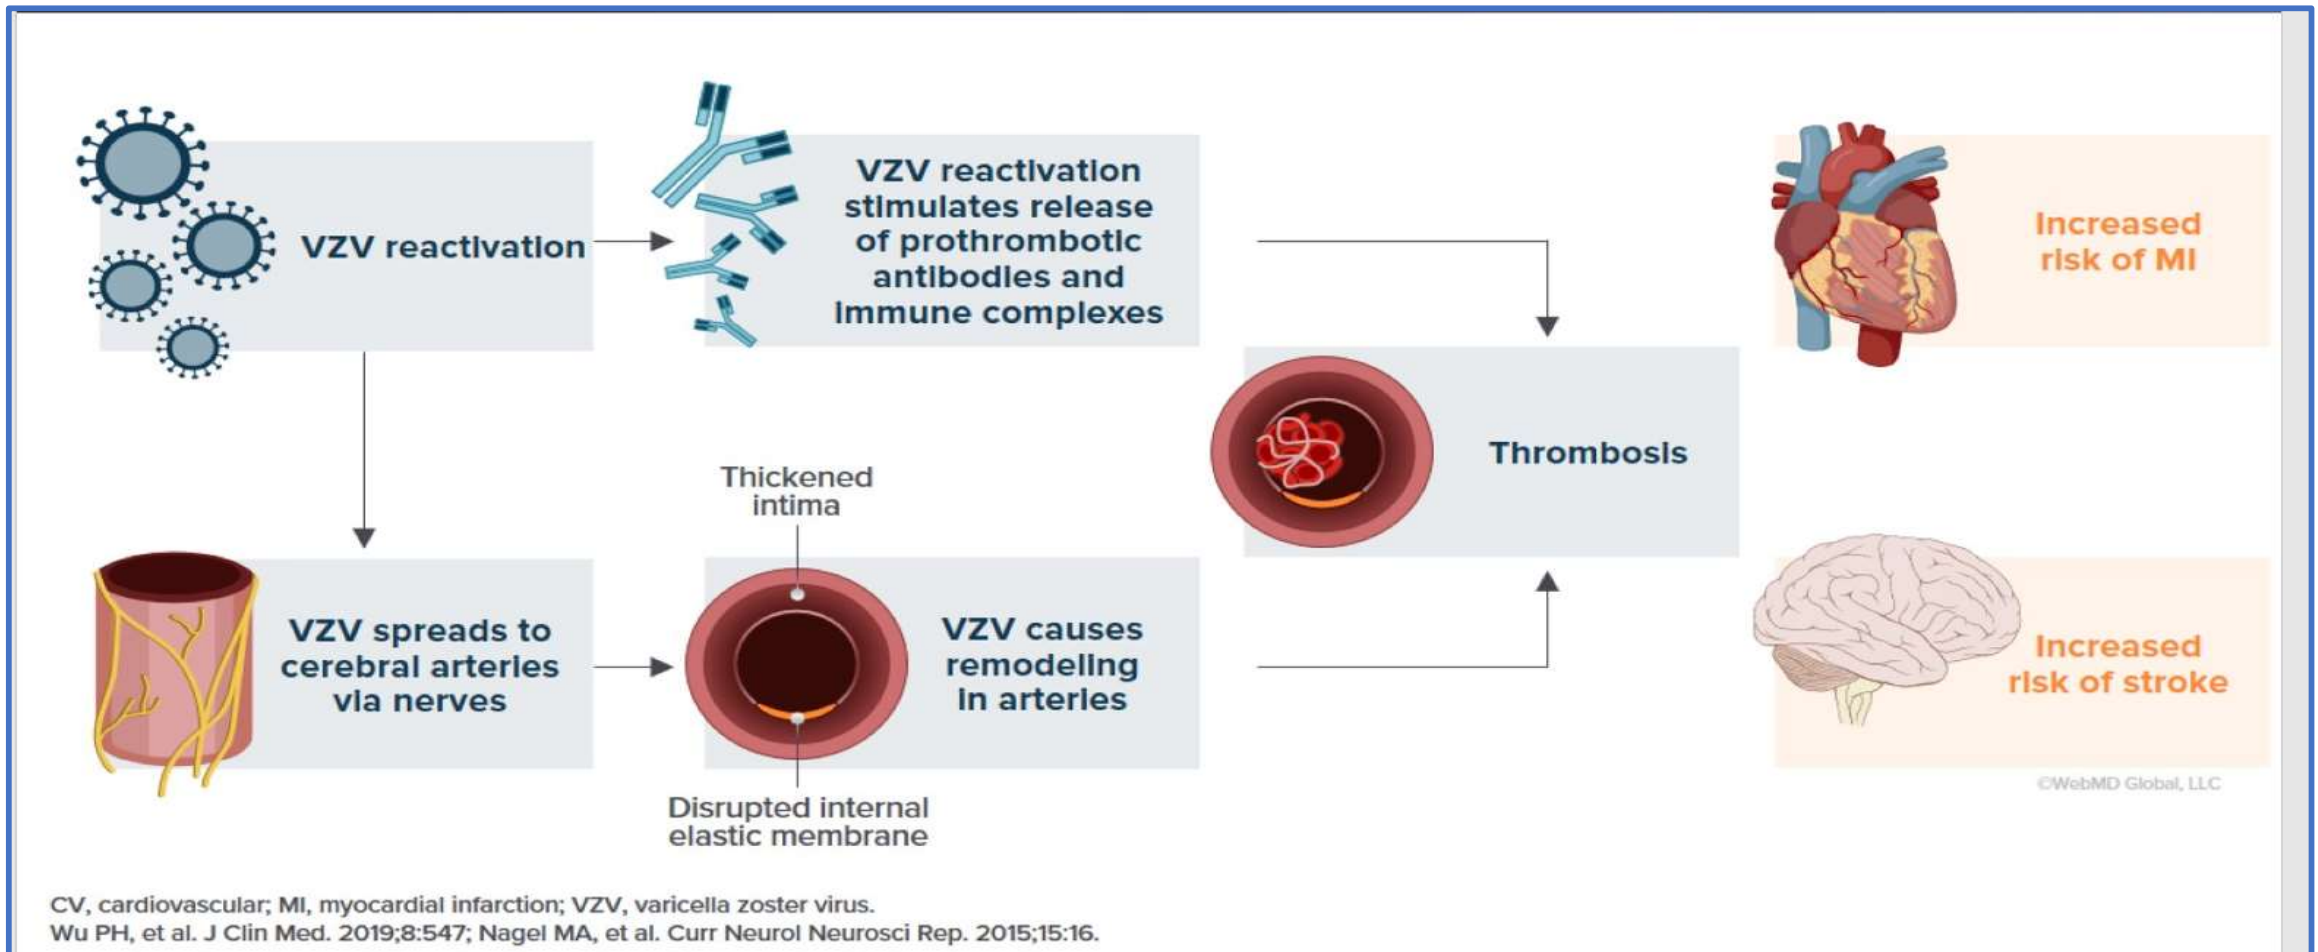 VZV reactivation
VZV reactivation
stimulates release
of prothrombotic
antibodies and
immune complexes
Increased
risk of MI
Thrombosis
VZV spreads to
cerebral arteries
via nerves
Thickened
intima
VZV causes
remodeling
in arteries
Disrupted internal
elastic membrane
Increased
risk of stroke
©WebMD Global, LLC
CV, cardiovascular; MI, myocardial infarction; VZV, varicella zoster virus.
Wu PH, et al. J Clin Med. 2019;8:547; Nagel MA, et al. Curr Neurol Neurosci Rep. 2015;15:16.